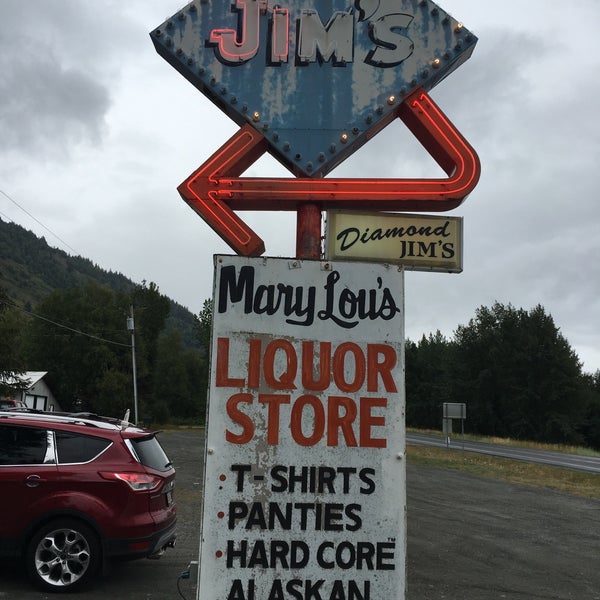 JIM'S
Diamond
JIM'S
Mary Lou's
LIQUOR
STORE
• T-SHIRTS
• PANTIES
• HARD CORE™
ALASKAN